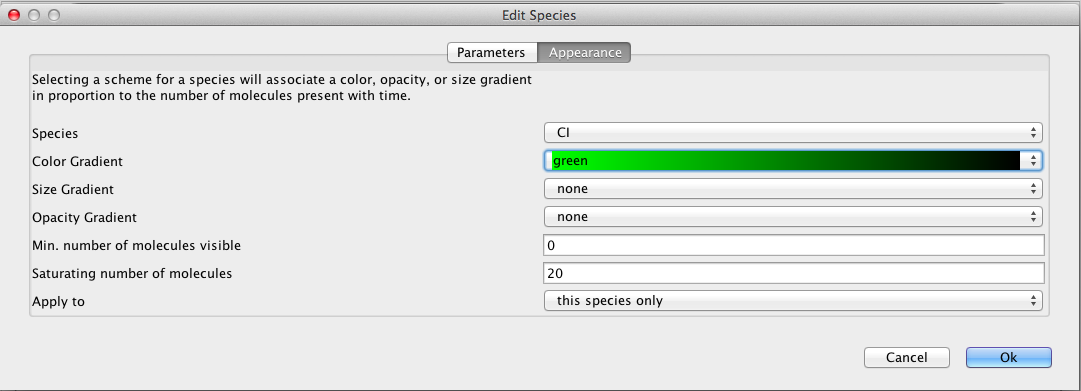 Edit Species
Parameters Appearance
Selecting a scheme for a species will associate a color, opacity, or size gradient
in proportion to the number of molecules present with time.
Species CI
Color Gradient green
Size Gradient none
Opacity Gradient none
Min. number of molecules visible 0
Saturating number of molecules 20
Apply to this species only
Cancel Ok